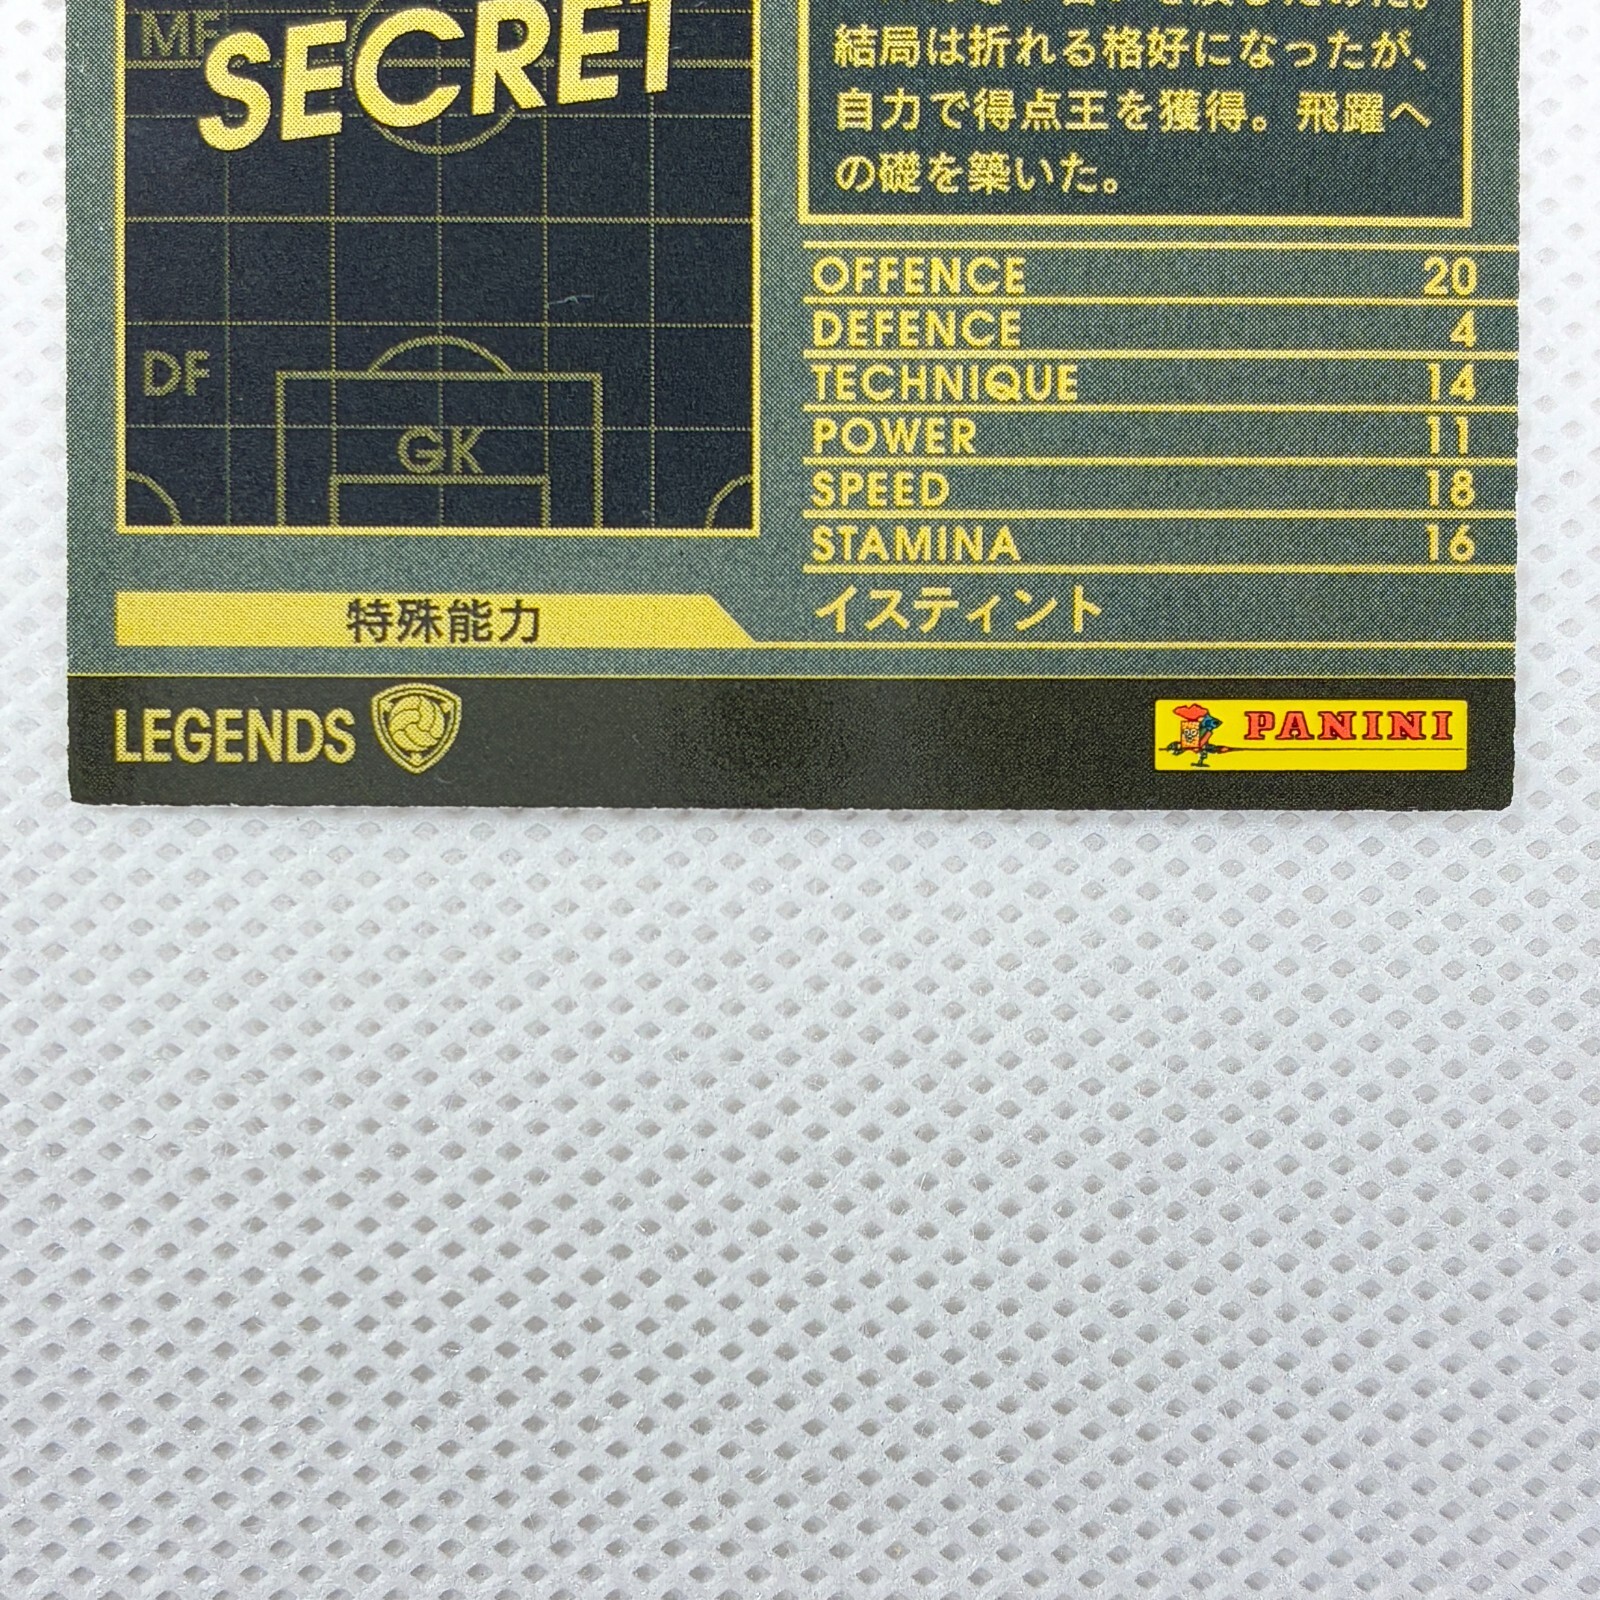 MF
SECRET
結局は折れる格好になったが、
自力で得点王を獲得。飛躍へ
の礎を築いた。
OFFENCE 20
DEFENCE 4
TECHNIQUE 14
POWER 11
SPEED 18
STAMINA 16
DF
GK
特殊能力 イスティント
LEGENDS
PANINI